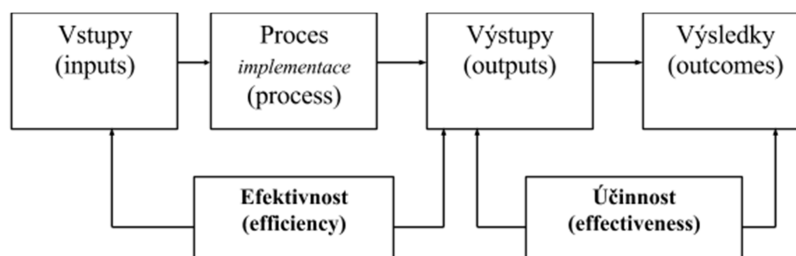 Vstupy
(inputs)
Proces
implementace
(process)
Výstupy
(outputs)
Výsledky
(outcomes)
Efektivnost
(efficiency)
Účinnost
(effectiveness)